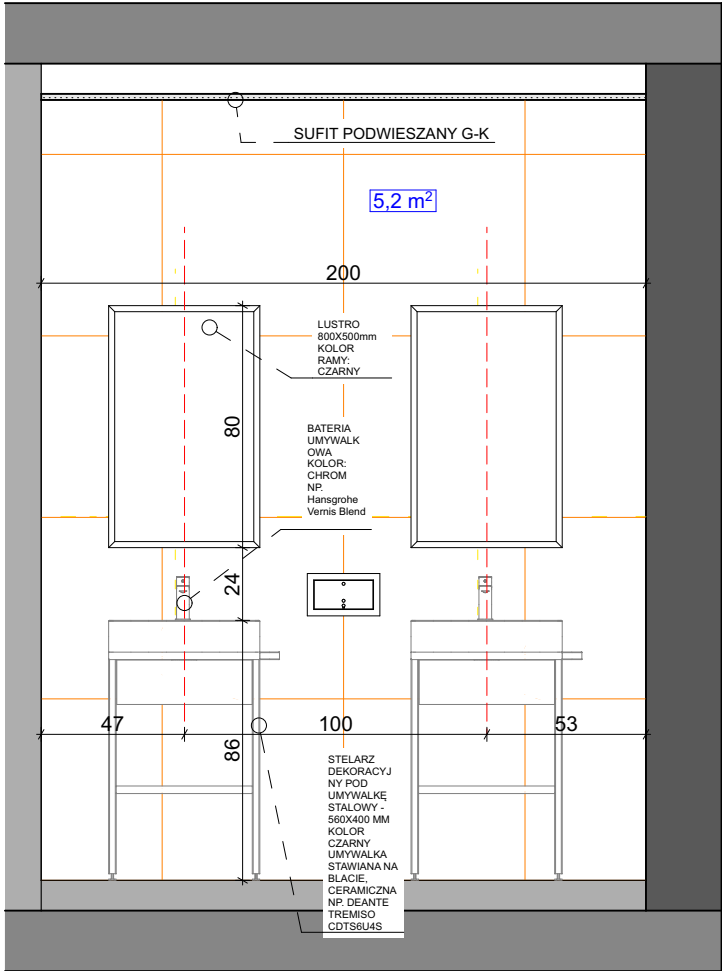 SUFIT PODWIESZANY G-K
5,2 m²
200
LUSTRO
800X500mm
KOLOR
RAMY:
CZARNY
80
BATERIA
UMYWALK
OWA
KOLOR:
CHROM
NP.
Hansgrohe
Vernis Blend
24
47
100
53
86
STELARZ
DEKORACYJ
NY POD
UMYWALKĘ
STALOWY -
560X400 MM
KOLOR
CZARNY
UMYWALKA
STAWIANA NA
BLACIE,
CERAMICZNA
NP. DEANTE
TREMISO
CDTS6U4S